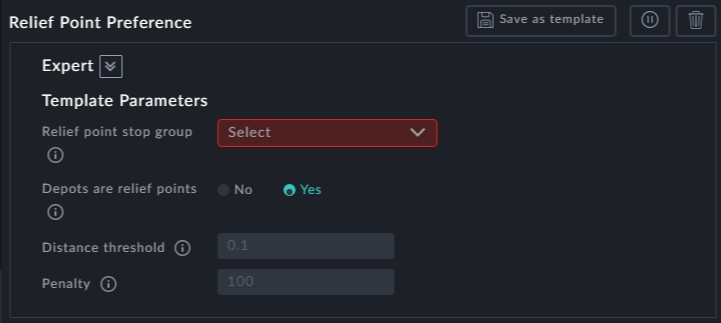 Relief Point Preference
Save as template
Expert
Template Parameters
Relief point stop group
Select
Depots are relief points
No
Yes
Distance threshold
0.1
Penalty
100